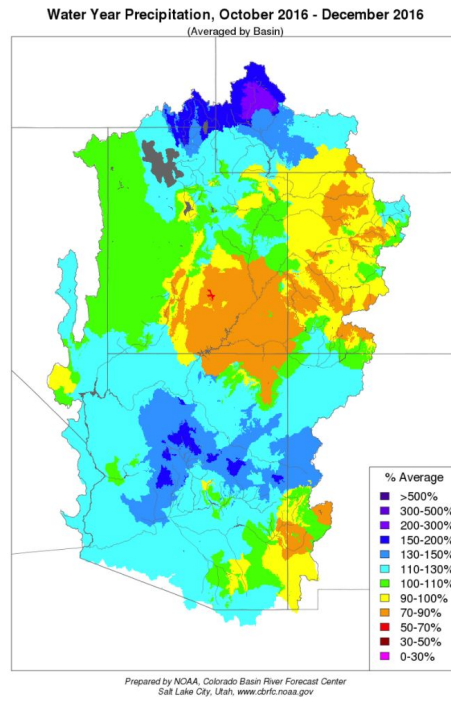 Water Year Precipitation, October 2016 - December 2016
(Averaged by Basin)
% Average
>500%
300-500%
200-300%
150-200%
130-150%
110-130%
100-110%
90-100%
70-90%
50-70%
30-50%
0-30%
Prepared by NOAA, Colorado Basin River Forecast Center
Salt Lake City, Utah, www.cbrfc.noaa.gov